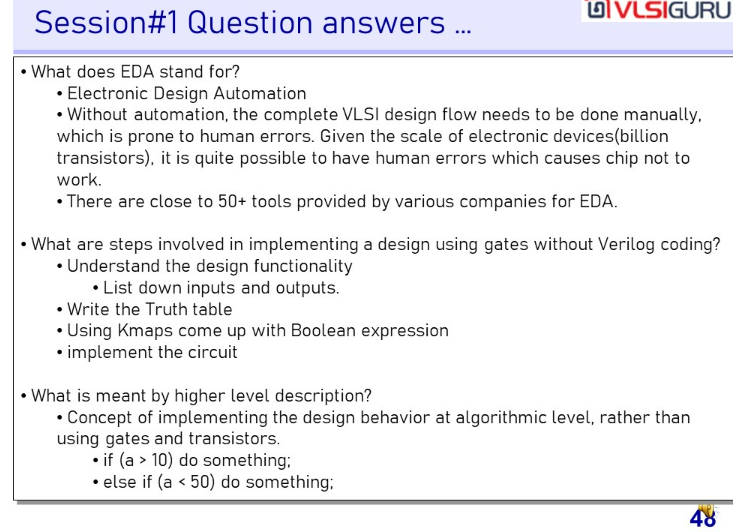 Session#1 Question answers ...
VLSIGURU
• What does EDA stand for?
• Electronic Design Automation
• Without automation, the complete VLSI design flow needs to be done manually,
which is prone to human errors. Given the scale of electronic devices(billion
transistors), it is quite possible to have human errors which causes chip not to
work.
• There are close to 50+ tools provided by various companies for EDA.
• What are steps involved in implementing a design using gates without Verilog coding?
• Understand the design functionality
• List down inputs and outputs.
• Write the Truth table
• Using Kmaps come up with Boolean expression
• implement the circuit
• What is meant by higher level description?
• Concept of implementing the design behavior at algorithmic level, rather than
using gates and transistors.
• if (a > 10) do something;
• else if (a < 50) do something;
48